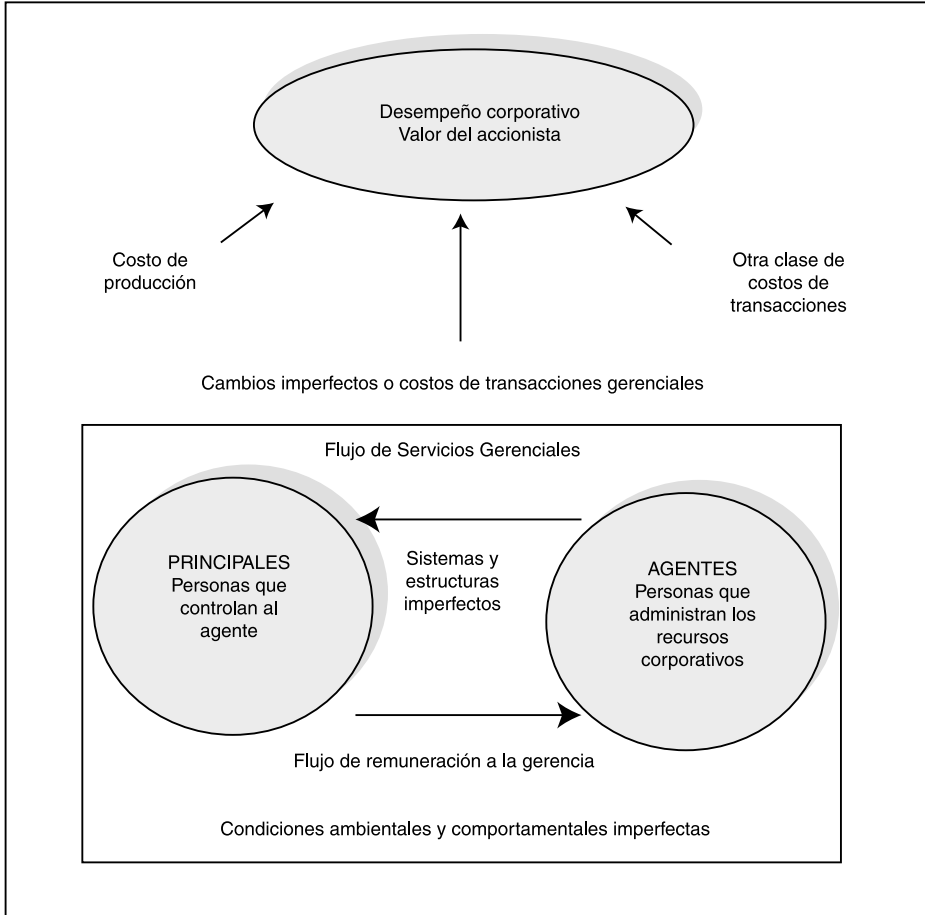 Desempeño corporativo
Valor del accionista
Costo de
producción
Otra clase de
costos de
transacciones
Cambios imperfectos o costos de transacciones gerenciales
Flujo de Servicios Gerenciales
PRINCIPALES
Personas que
controlan al
agente
Sistemas y
estructuras
imperfectos
AGENTES
Personas que
administran los
recursos
corporativos
Flujo de remuneración a la gerencia
Condiciones ambientales y comportamentales imperfectas